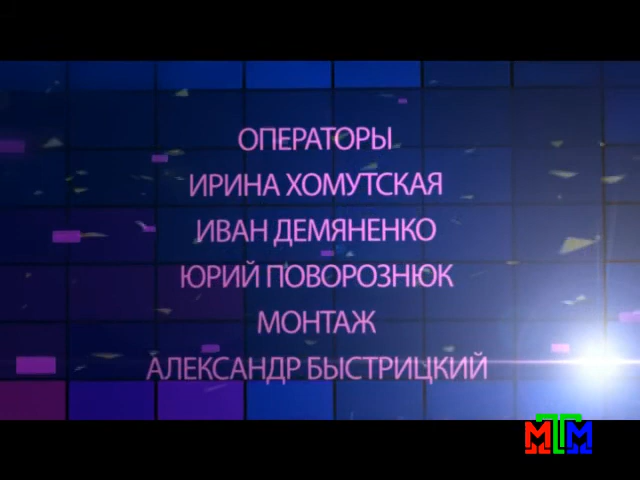 ОПЕРАТОРЫ
ИРИНА ХОМУТСКАЯ
ИВАН ДЕМЯНЕНКО
ЮРИЙ ПОВОРОЗНЮК
МОНТАЖ
АЛЕКСАНДР БЫСТРИЦКИЙ
МТМ